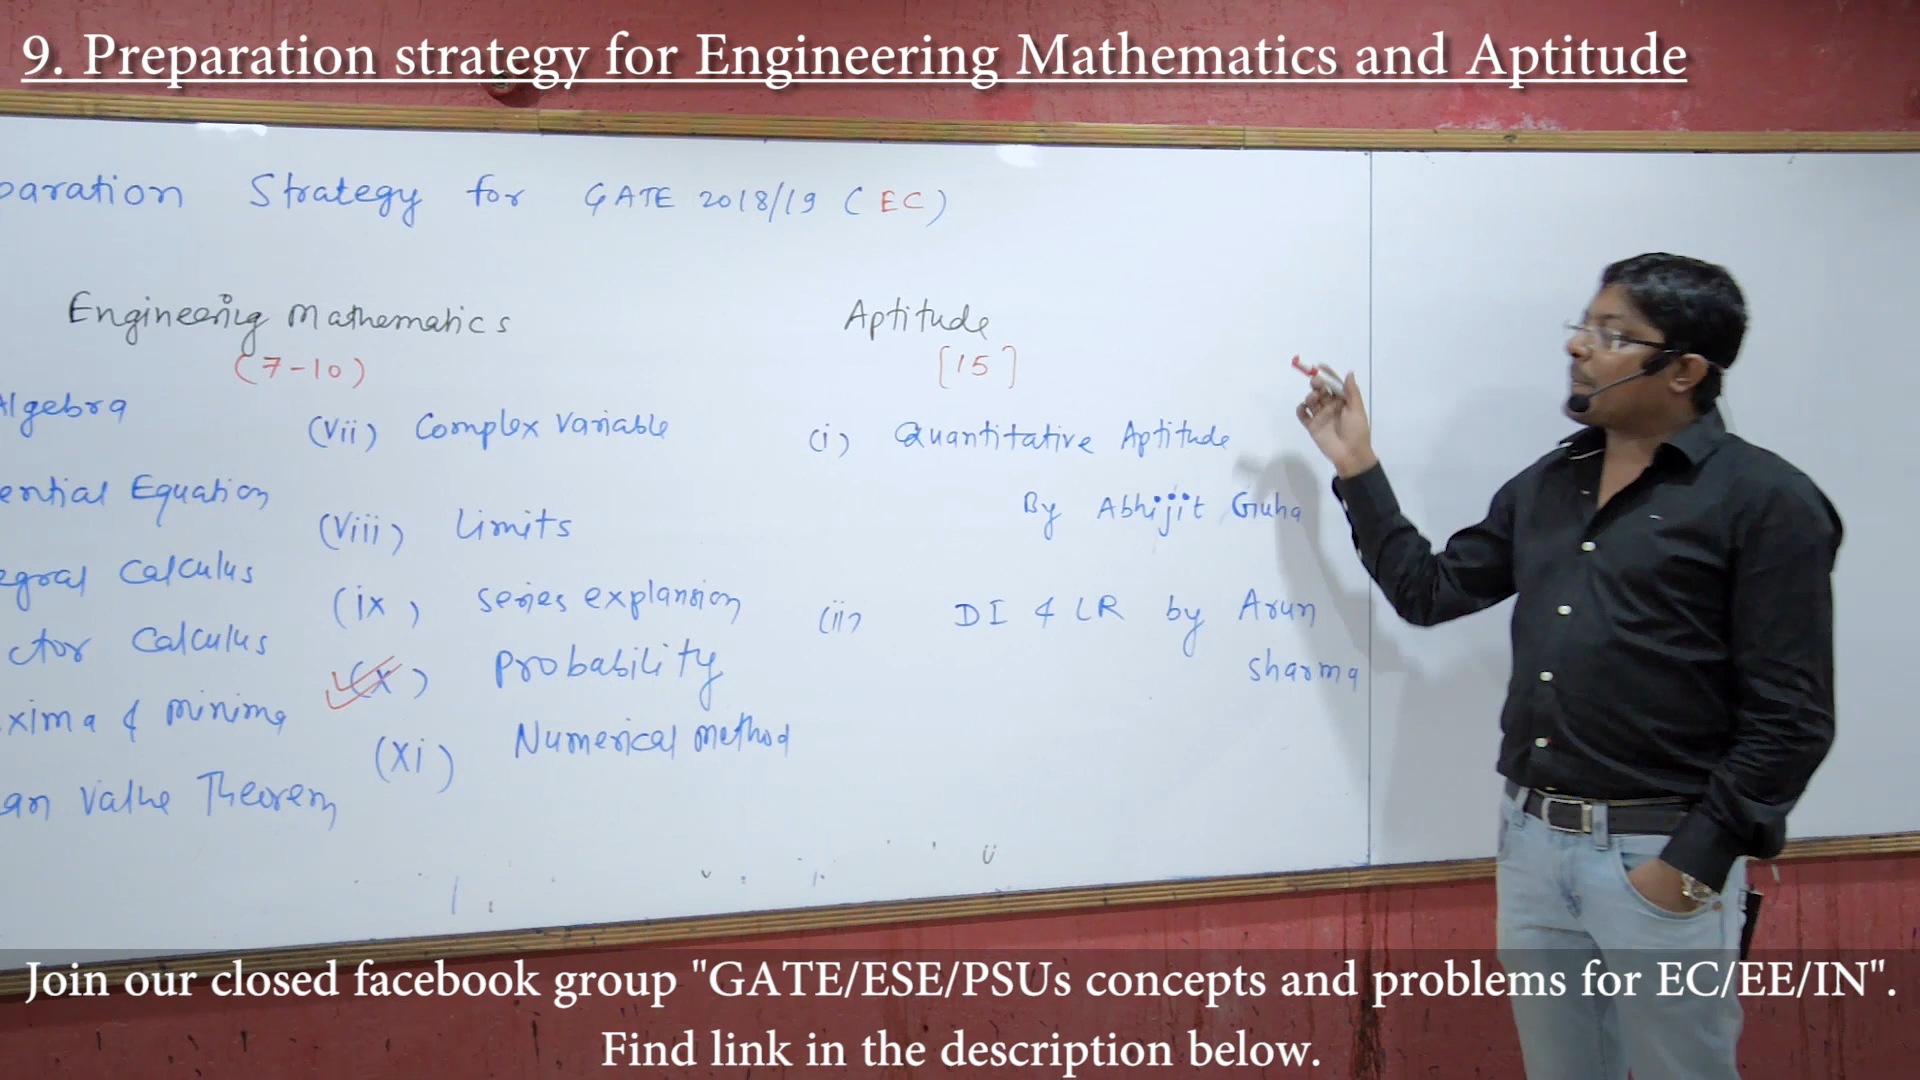 9. Preparation strategy for Engineering Mathematics and Aptitude
paration Strategy for GATE 2018/19 (EC)
Engineering Mathematics
(7-10)
Algebra
ential Equation
egral Calculus
ctor Calculus
xima & minima
an Value Theorem
(vii) Complex Variable
(viii) Limits
(ix) series explansion
(x) Probability
(xi) Numerical method
Aptitude
[15]
(i) Quantitative Aptitude
By Abhijit Guha
(ii) DI & LR by Arun
sharma
Join our closed facebook group "GATE/ESE/PSUs concepts and problems for EC/EE/IN".
Find link in the description below.